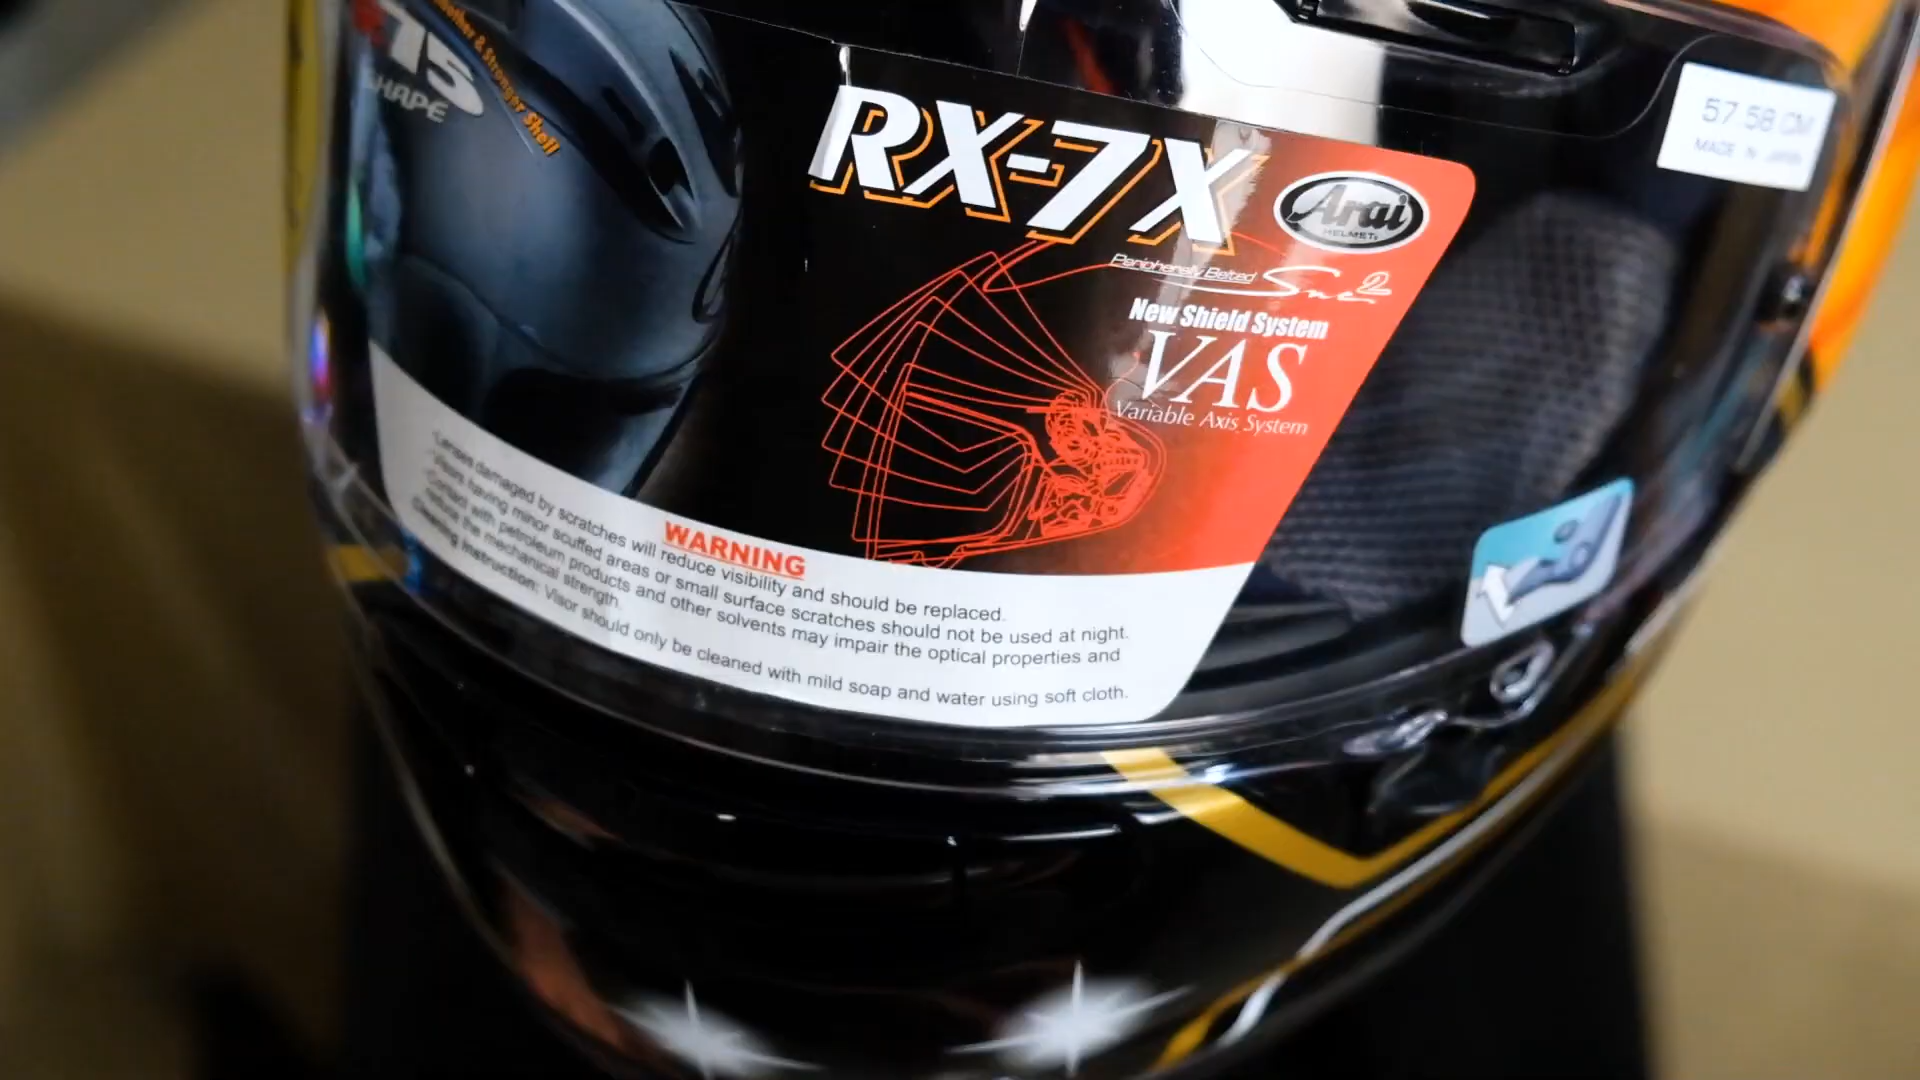 R75
SHAPE
Smoother & Stronger Shell
RX-7X
Arai
HELMET
Peripherally Belted
Snc2
New Shield System
VAS
Variable Axis System
57.58 CM
MADE IN JAPAN
WARNING
·Lenses damaged by scratches will reduce visibility and should be replaced.
·Visors having minor scuffed areas or small surface scratches should not be used at night.
·Contact with petroleum products and other solvents may impair the optical properties and
reduce the mechanical strength.
Cleaning instruction: Visor should only be cleaned with mild soap and water using soft cloth.